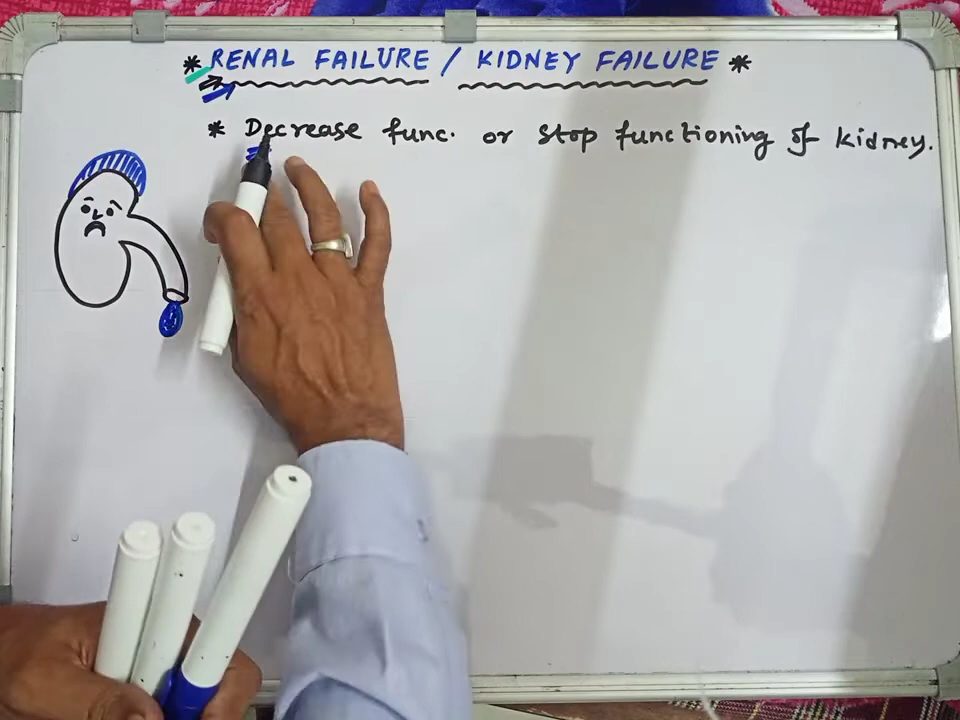 * RENAL FAILURE / KIDNEY FAILURE *
* Decrease func. or stop functioning of kidney.